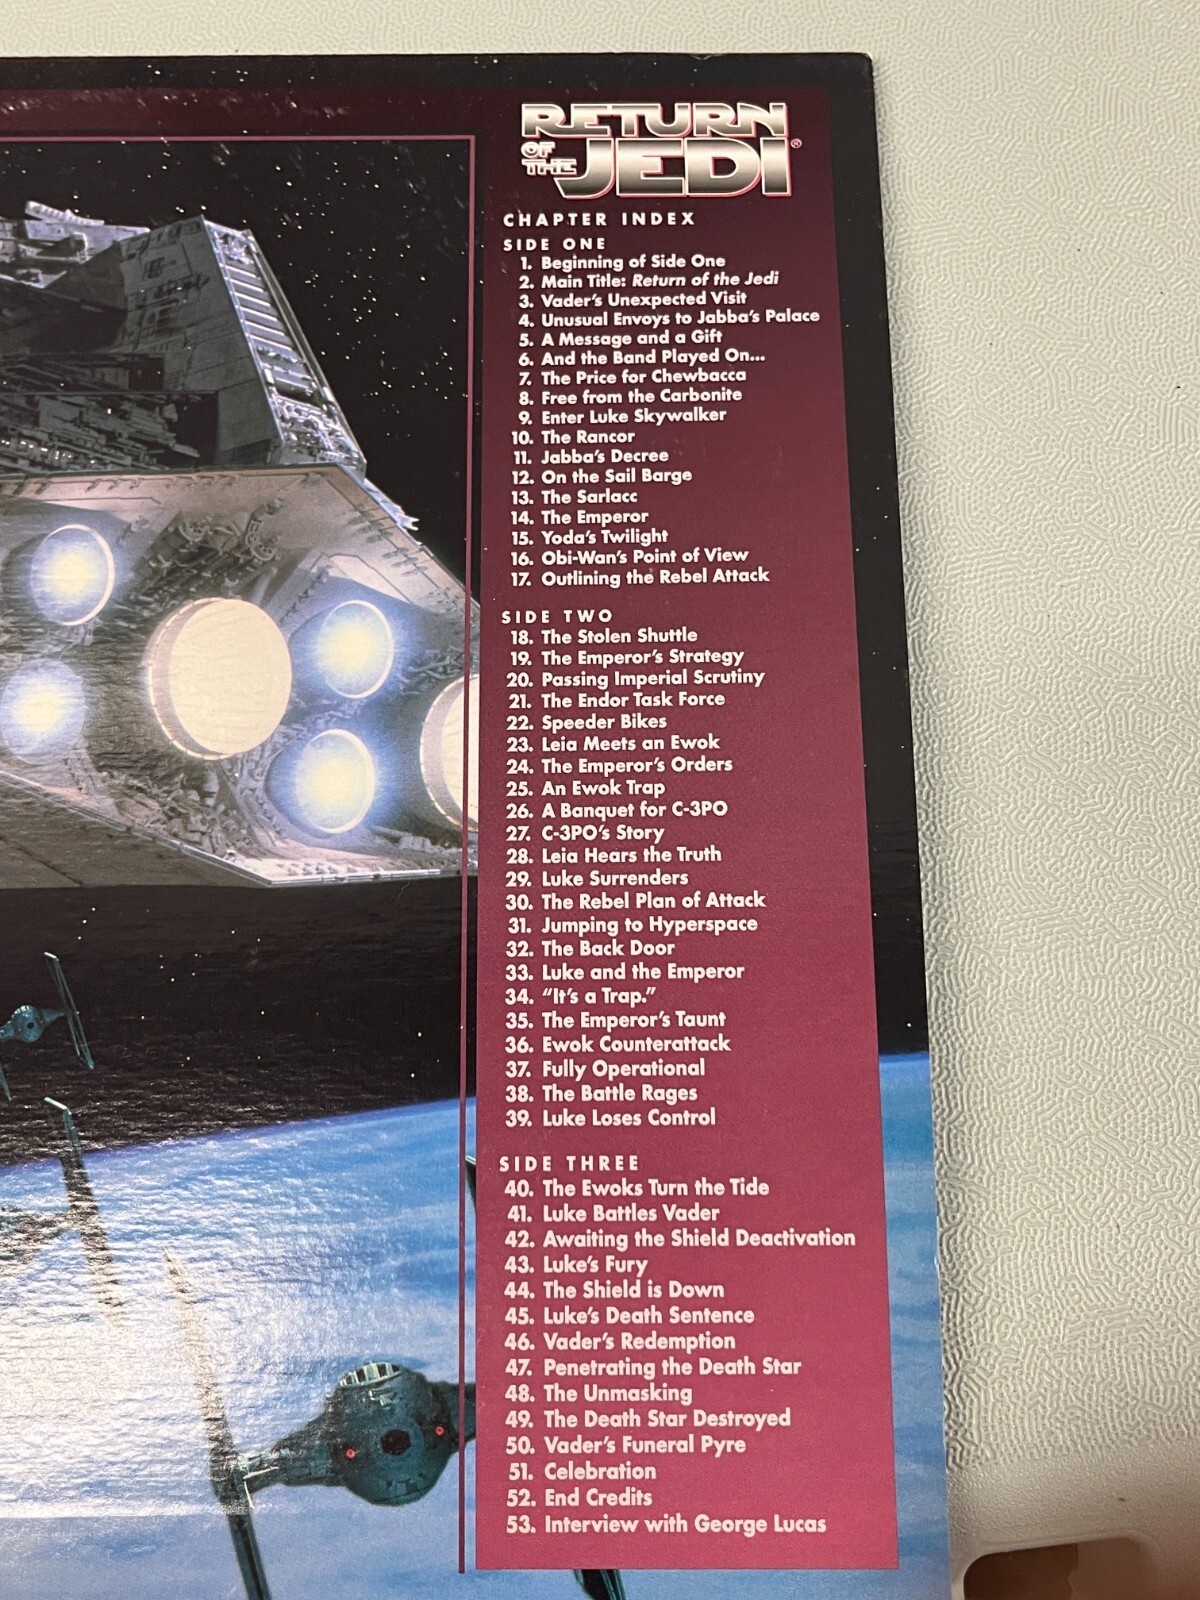 RETURN
OF THE
JEDI®
CHAPTER INDEX
SIDE ONE
1. Beginning of Side One
2. Main Title: Return of the Jedi
3. Vader's Unexpected Visit
4. Unusual Envoys to Jabba's Palace
5. A Message and a Gift
6. And the Band Played On...
7. The Price for Chewbacca
8. Free from the Carbonite
9. Enter Luke Skywalker
10. The Rancor
11. Jabba's Decree
12. On the Sail Barge
13. The Sarlacc
14. The Emperor
15. Yoda's Twilight
16. Obi-Wan's Point of View
17. Outlining the Rebel Attack
SIDE TWO
18. The Stolen Shuttle
19. The Emperor's Strategy
20. Passing Imperial Scrutiny
21. The Endor Task Force
22. Speeder Bikes
23. Leia Meets an Ewok
24. The Emperor's Orders
25. An Ewok Trap
26. A Banquet for C-3PO
27. C-3PO's Story
28. Leia Hears the Truth
29. Luke Surrenders
30. The Rebel Plan of Attack
31. Jumping to Hyperspace
32. The Back Door
33. Luke and the Emperor
34. "It's a Trap."
35. The Emperor's Taunt
36. Ewok Counterattack
37. Fully Operational
38. The Battle Rages
39. Luke Loses Control
SIDE THREE
40. The Ewoks Turn the Tide
41. Luke Battles Vader
42. Awaiting the Shield Deactivation
43. Luke's Fury
44. The Shield is Down
45. Luke's Death Sentence
46. Vader's Redemption
47. Penetrating the Death Star
48. The Unmasking
49. The Death Star Destroyed
50. Vader's Funeral Pyre
51. Celebration
52. End Credits
53. Interview with George Lucas